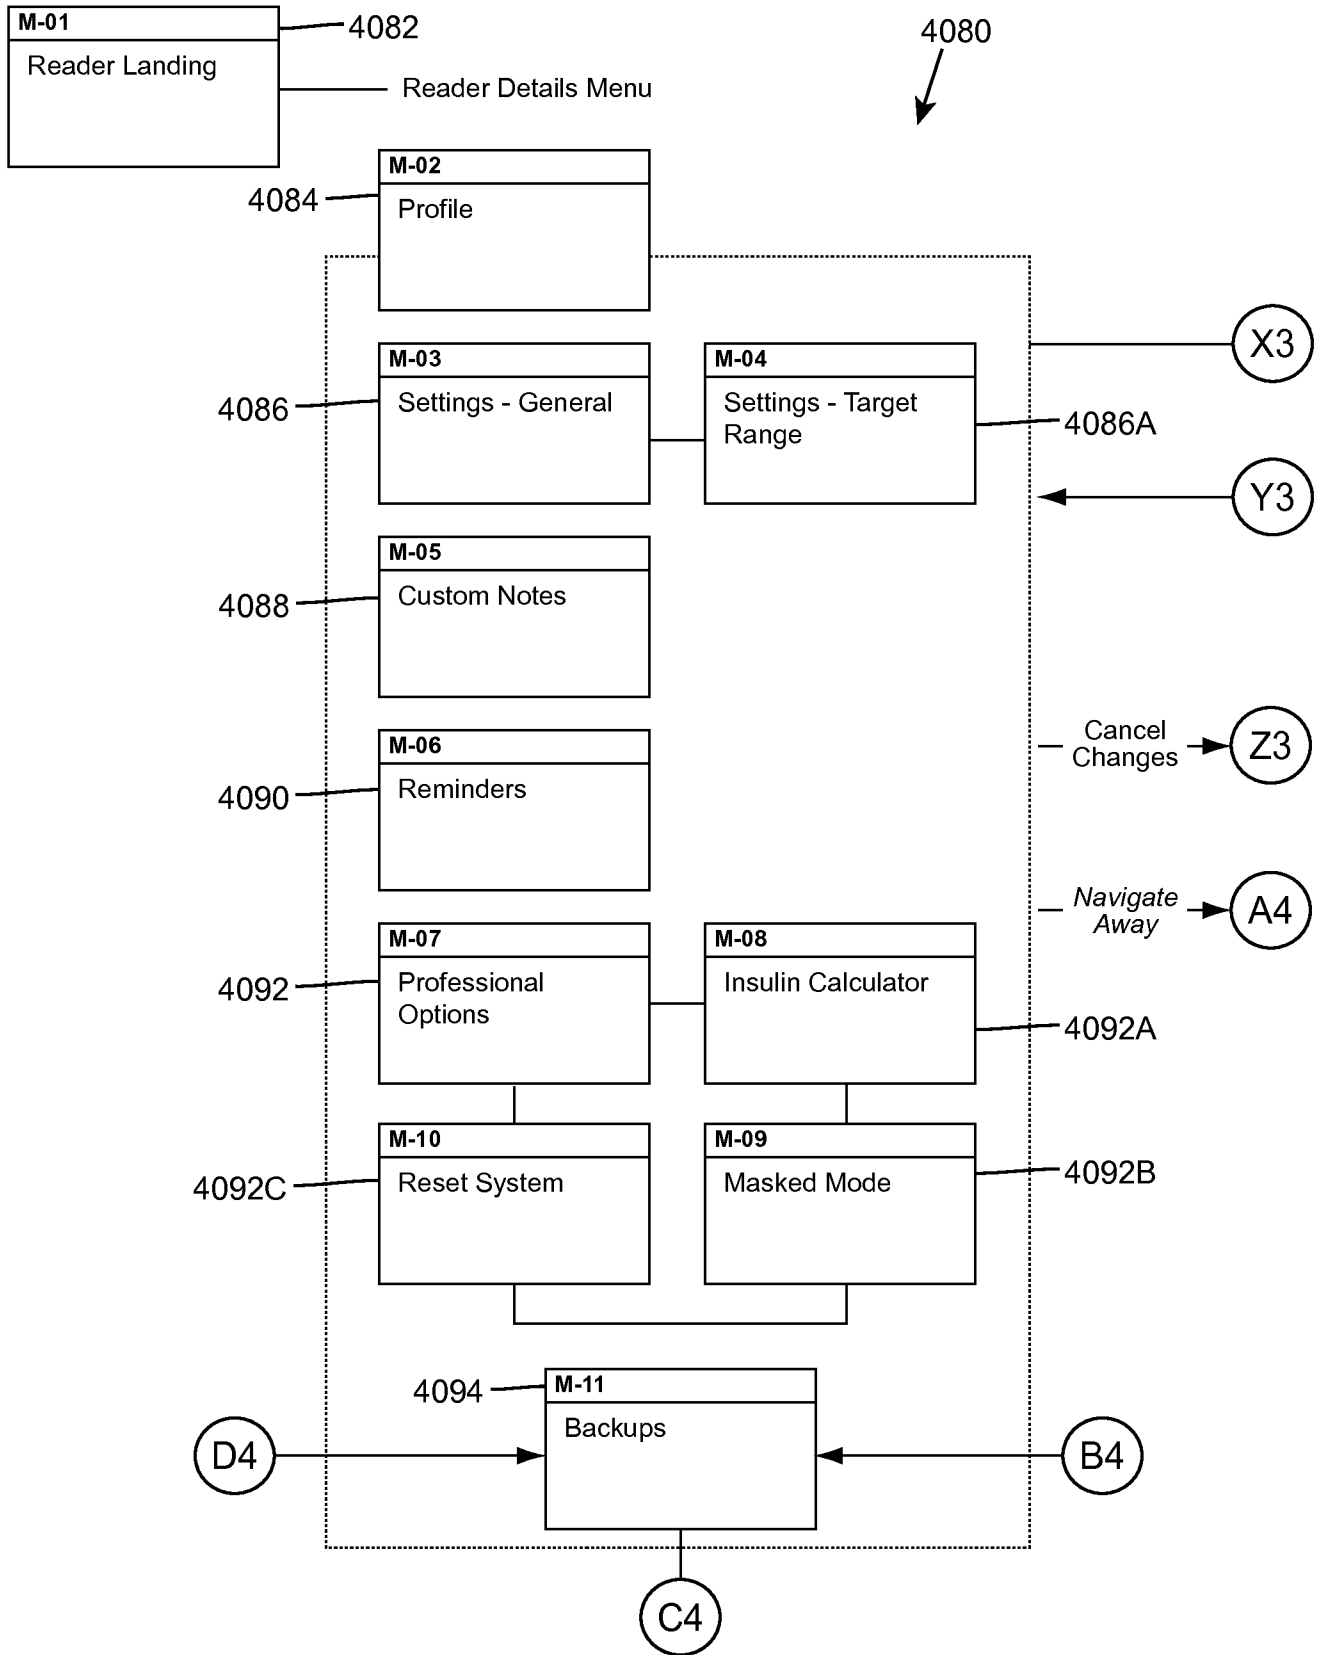 M-01
4082
4080
Reader Landing
Reader Details Menu
M-02
4084
Profile
X3
M-03
M-04
4086
Settings - General
Settings - Target
Range
4086A
Y3
M-05
4088
Custom Notes
M-06
4090
Reminders
Cancel
Changes
Z3
Navigate
Away
A4
M-07
M-08
4092
Professional
Options
Insulin Calculator
4092A
M-10
M-09
4092C
Reset System
Masked Mode
4092B
4094
M-11
Backups
D4
B4
C4